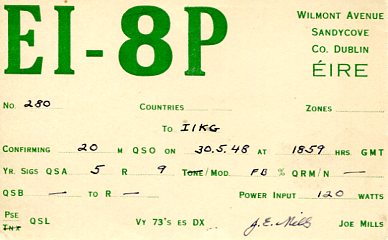 EI-8P
WILMONT AVENUE
SANDYCOVE
CO. DUBLIN
ÉIRE
NO. 280 COUNTRIES ZONES
TO I1KG
CONFIRMING 20 M QSO ON 30.5.48 AT 1859 HRS. GMT
YR. SIGS QSA 5 R 9 TONE/MOD. FB % QRM/N —
QSB — TO R — POWER INPUT 120 WATTS
PSE QSL VY 73'S ES DX J.E. Mills JOE MILLS
TNX